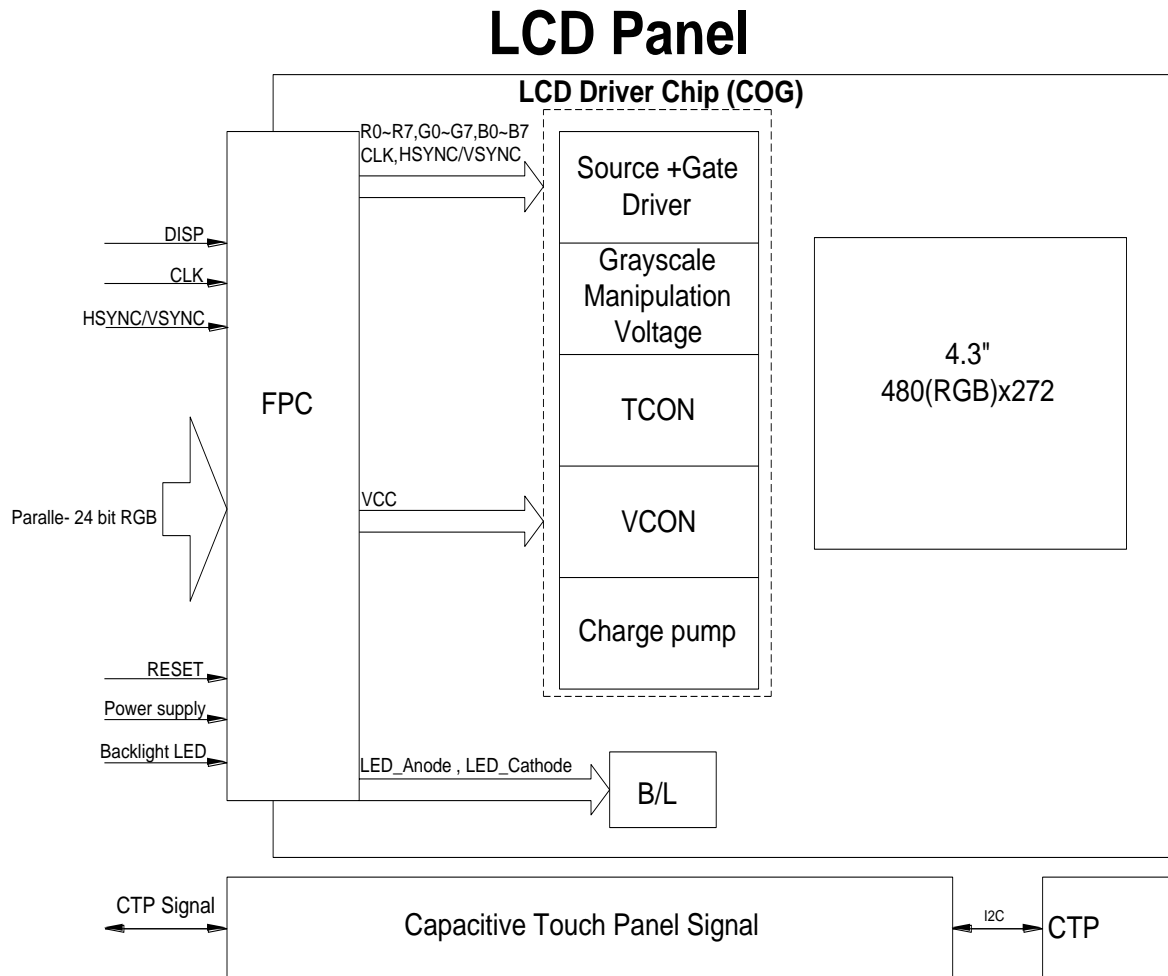 LCD Panel
LCD Driver Chip (COG)
R0~R7,G0~G7,B0~B7
CLK,HSYNC/VSYNC
Source +Gate
Driver
DISP
CLK
HSYNC/VSYNC
Grayscale
Manipulation
Voltage
4.3"
480(RGB)x272
FPC
TCON
Paralle- 24 bit RGB
VCC
VCON
Charge pump
RESET
Power supply
Backlight LED
LED_Anode , LED_Cathode
B/L
CTP Signal
Capacitive Touch Panel Signal
I2C
CTP